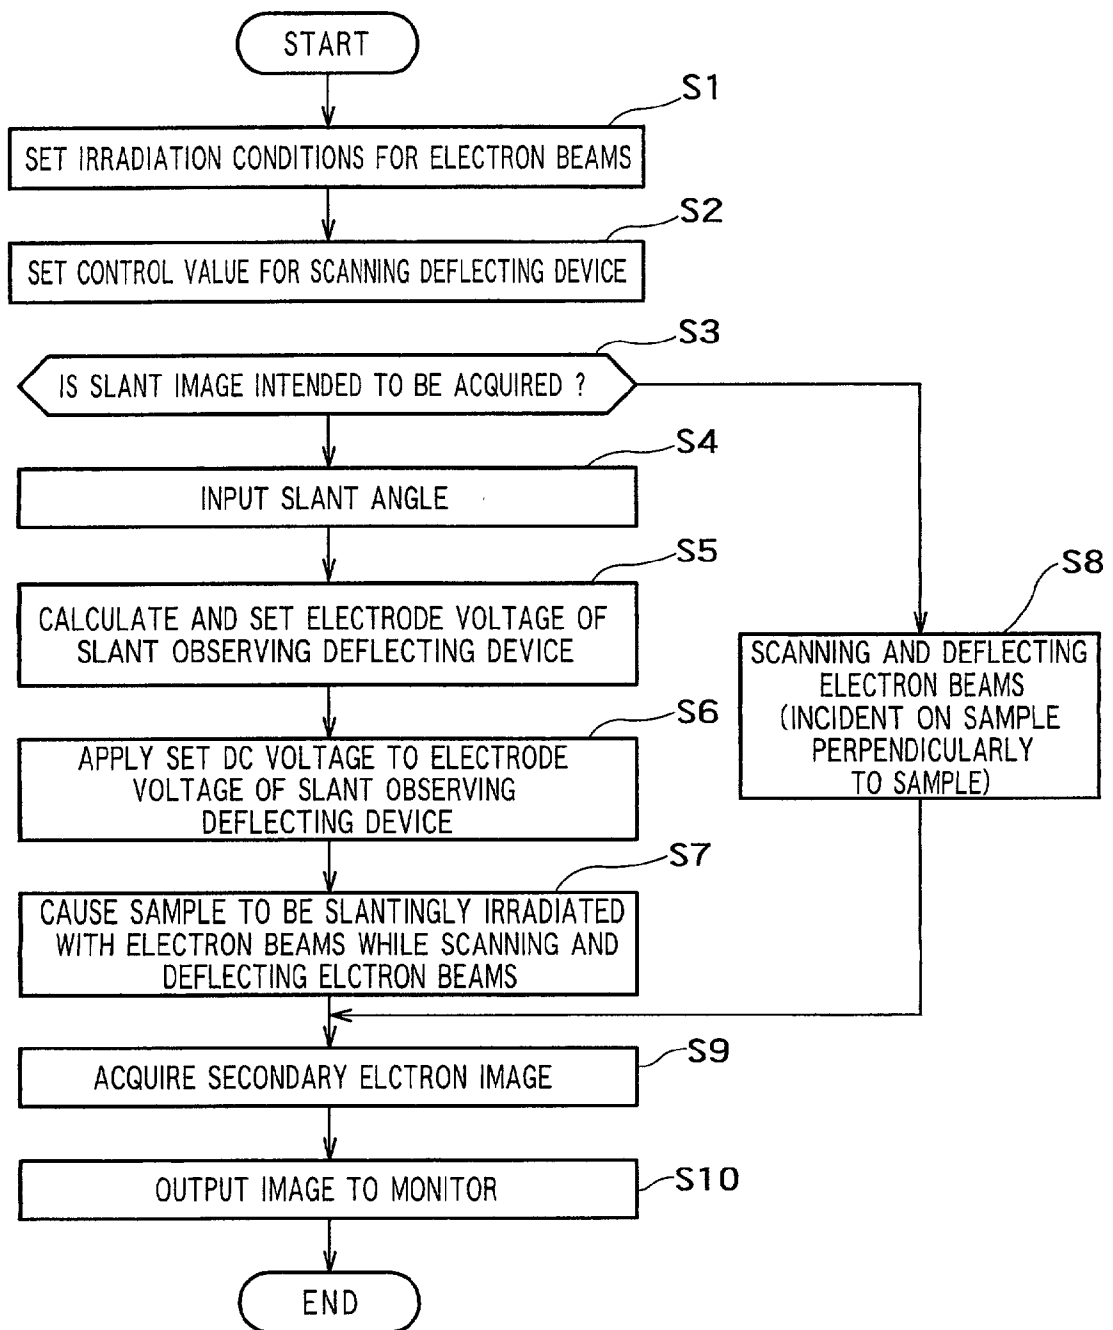 START
S1
SET IRRADIATION CONDITIONS FOR ELECTRON BEAMS
S2
SET CONTROL VALUE FOR SCANNING DEFLECTING DEVICE
S3
IS SLANT IMAGE INTENDED TO BE ACQUIRED ?
S4
INPUT SLANT ANGLE
S5
CALCULATE AND SET ELECTRODE VOLTAGE OF
SLANT OBSERVING DEFLECTING DEVICE
S8
SCANNING AND DEFLECTING
ELECTRON BEAMS
(INCIDENT ON SAMPLE
PERPENDICULARLY
TO SAMPLE)
S6
APPLY SET DC VOLTAGE TO ELECTRODE
VOLTAGE OF SLANT OBSERVING
DEFLECTING DEVICE
S7
CAUSE SAMPLE TO BE SLANTINGLY IRRADIATED
WITH ELECTRON BEAMS WHILE SCANNING AND
DEFLECTING ELCTRON BEAMS
S9
ACQUIRE SECONDARY ELCTRON IMAGE
S10
OUTPUT IMAGE TO MONITOR
END